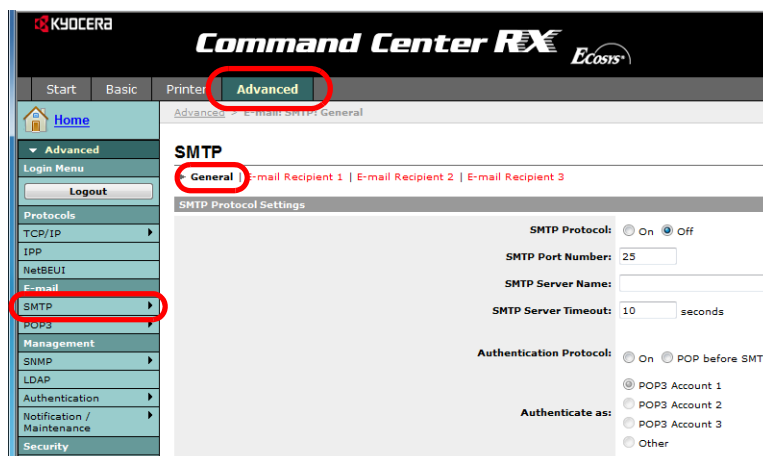 KYOCERA
Command Center RX Ecosys
Start Basic Printer Advanced
Home
Advanced > E-mail: SMTP: General
Advanced
Login Menu
Logout
Protocols
TCP/IP
IPP
NetBEUI
E-mail
SMTP
POP3
Management
SNMP
LDAP
Authentication
Notification /
Maintenance
Security
SMTP
General | E-mail Recipient 1 | E-mail Recipient 2 | E-mail Recipient 3
SMTP Protocol Settings
SMTP Protocol: On Off
SMTP Port Number: 25
SMTP Server Name:
SMTP Server Timeout: 10 seconds
Authentication Protocol: On POP before SMT
Authenticate as: POP3 Account 1
POP3 Account 2
POP3 Account 3
Other